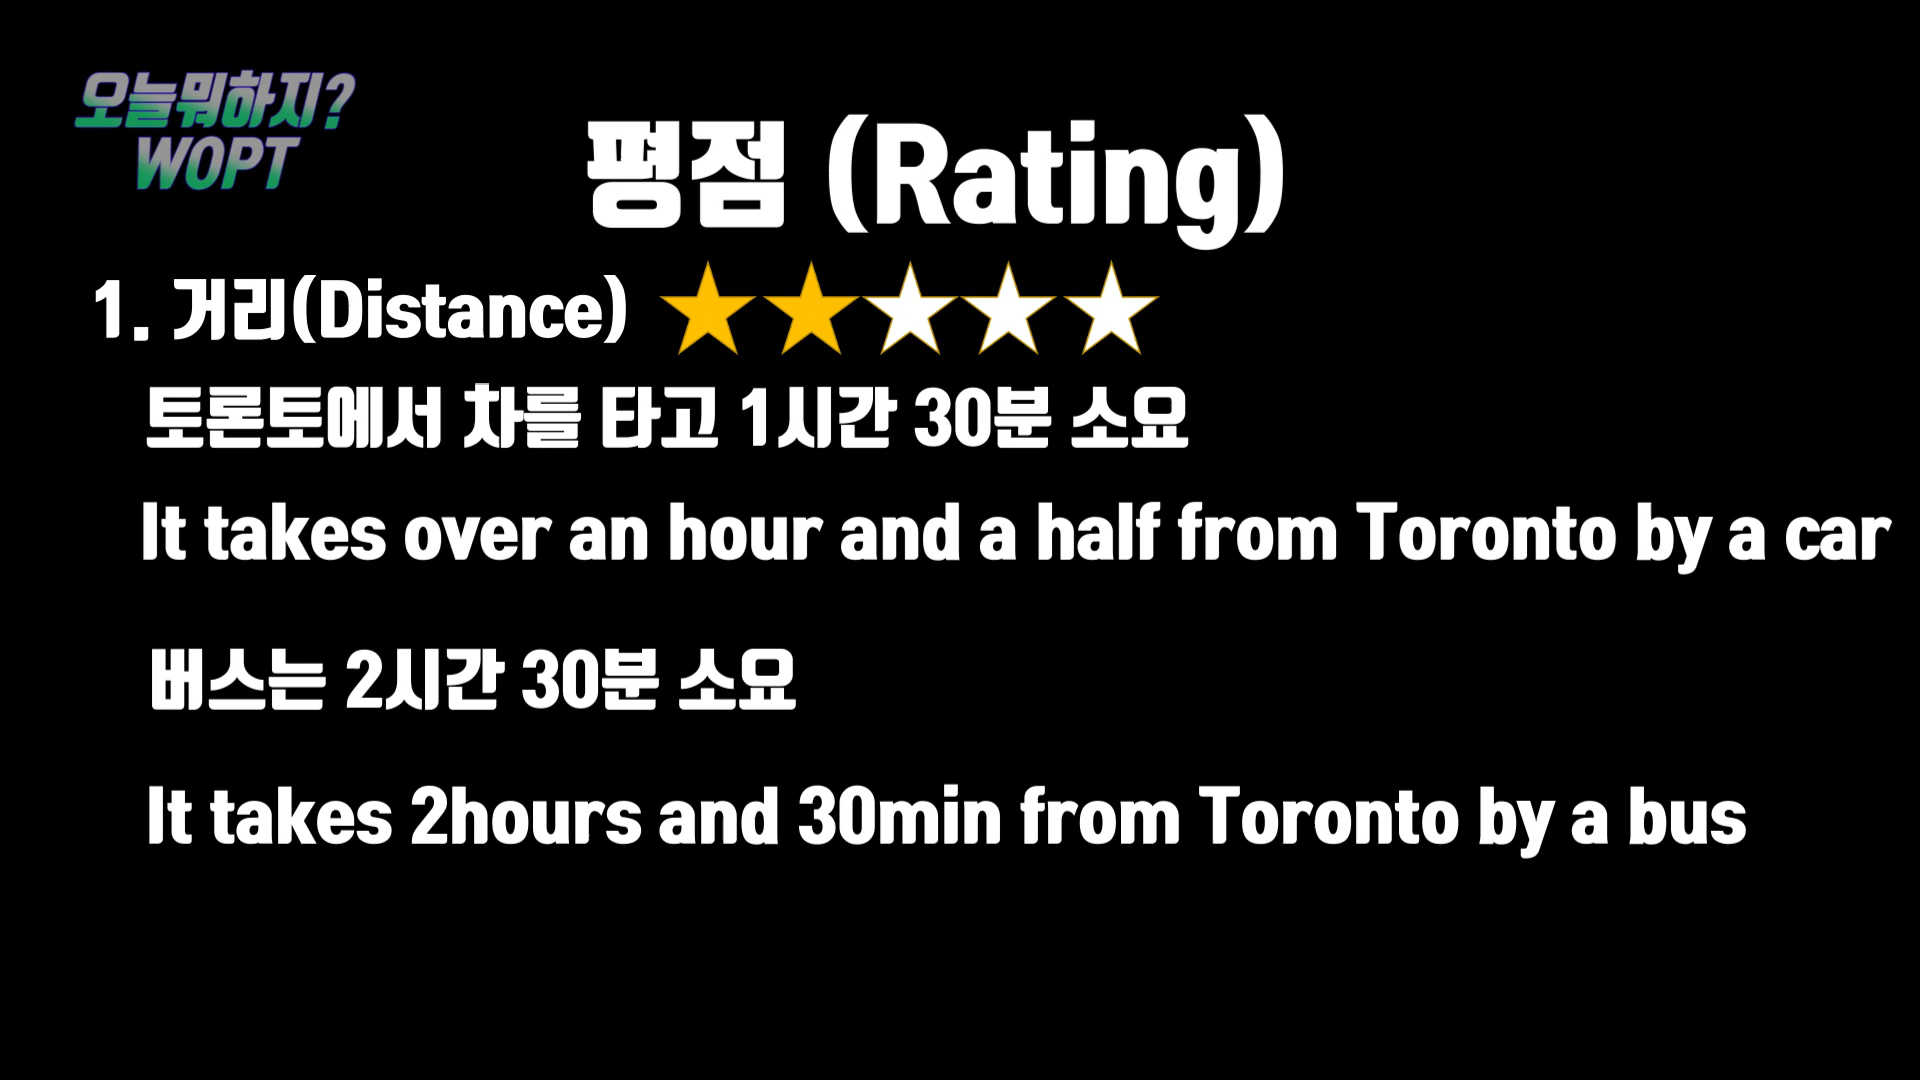 오늘뭐하지?
WOPT
평점 (Rating)
1. 거리(Distance)
토론토에서 차를 타고 1시간 30분 소요
It takes over an hour and a half from Toronto by a car
버스는 2시간 30분 소요
It takes 2hours and 30min from Toronto by a bus